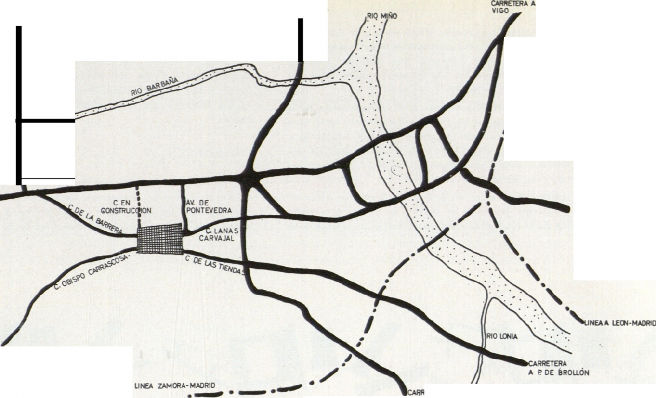 CARRETERA A
VIGO
RIO MIÑO
RIO BARBAÑA
C. EN
CONSTRUCCION
AV. DE
PONTEVEDRA
C. DE LA BARRERA
C. LANAS
CARVAJAL
C. OBISPO CARRASCOSA.
C. DE LAS TIENDAS
LINEA A LEON-MADRID
RIO LONIA
CARRETERA
A P. DE BROLLÓN
LINEA ZAMORA-MADRID
CARR